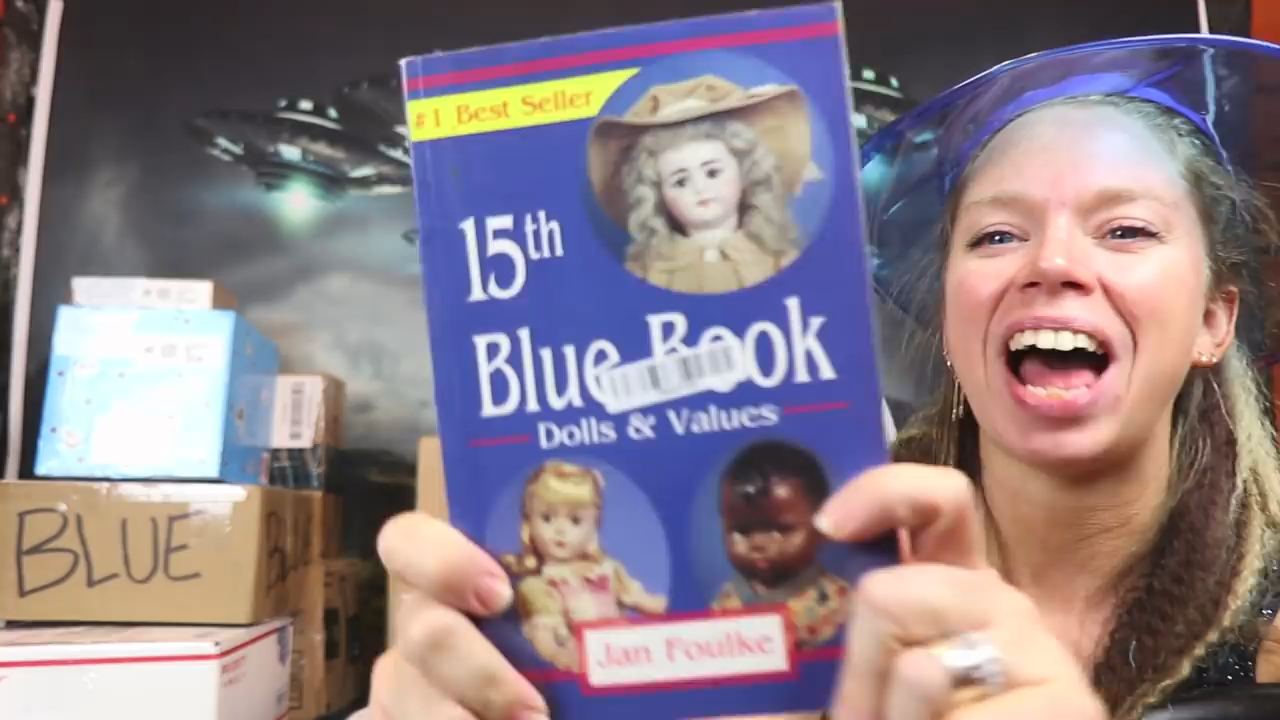 #1 Best Seller
15th
Blue Book
Dolls & Values
Jan Foulke
BLUE